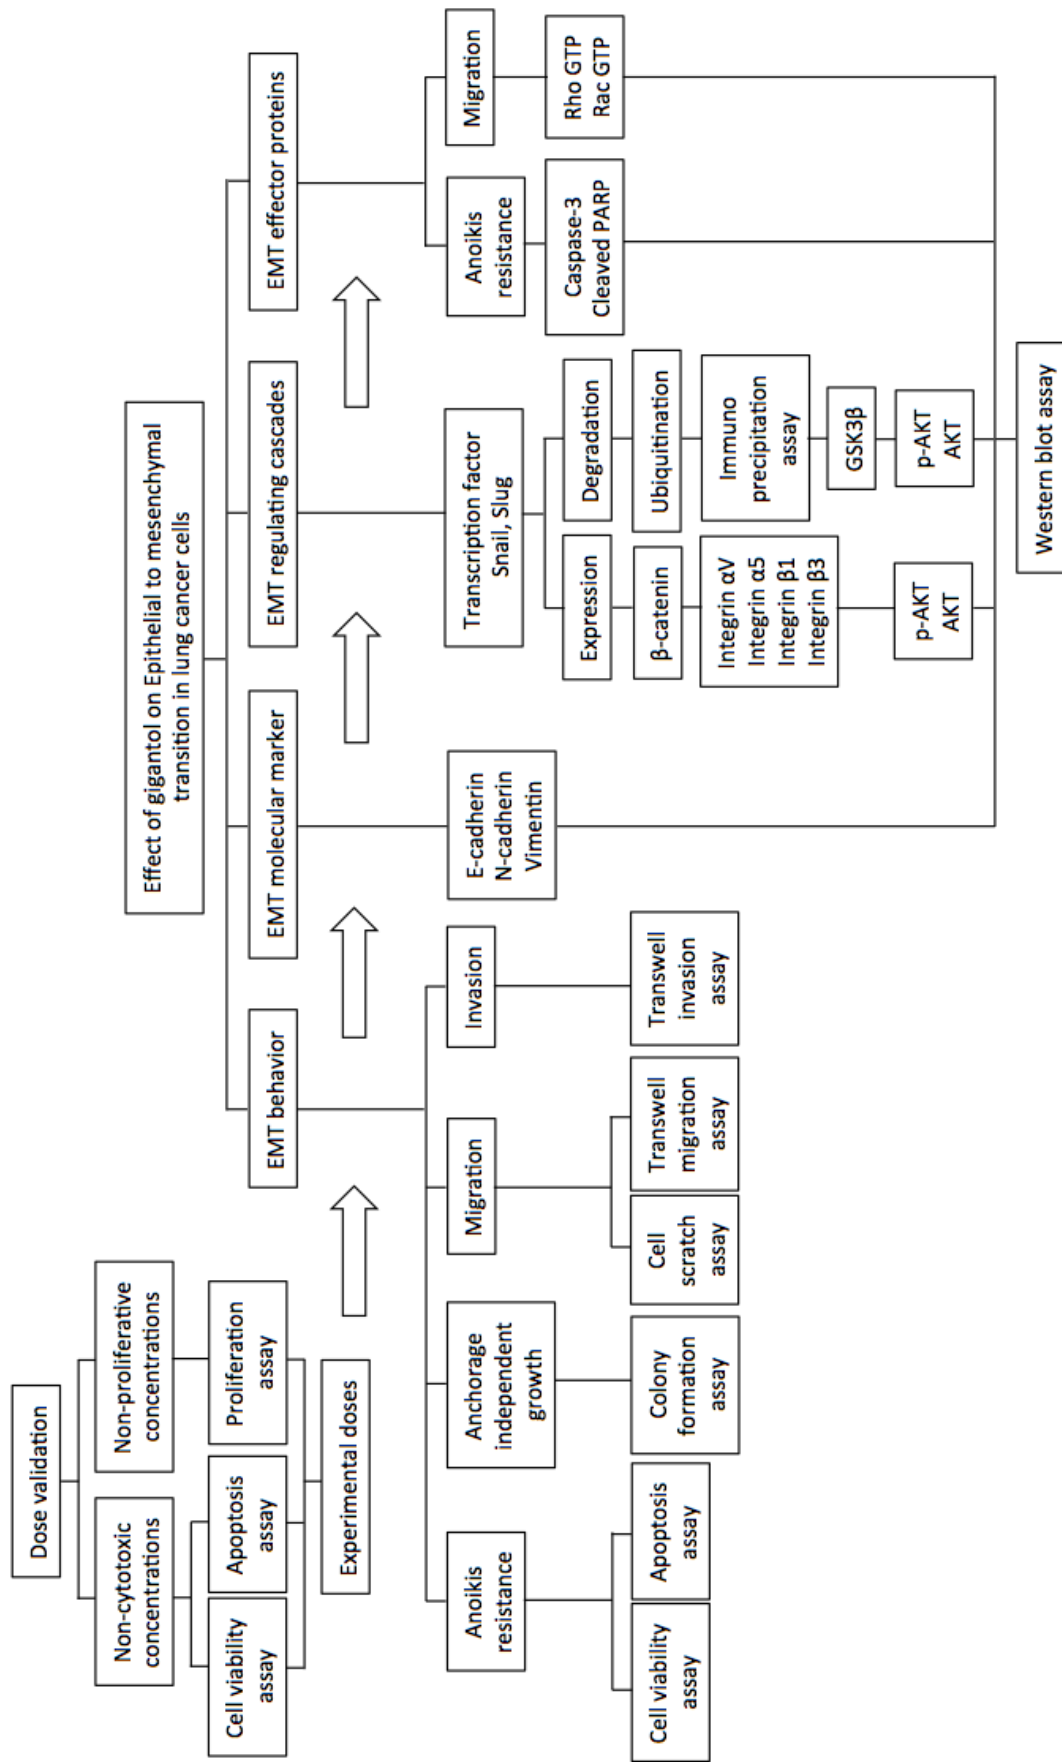 Dose validation
Non-cytotoxic
concentrations
Non-proliferative
concentrations
Cell viability
assay
Apoptosis
assay
Proliferation
assay
Experimental doses
Effect of gigantol on Epithelial to mesenchymal
transition in lung cancer cells
EMT behavior
EMT molecular marker
EMT regulating cascades
EMT effector proteins
Anoikis
resistance
Anchorage
independent
growth
Migration
Invasion
Cell viability
assay
Apoptosis
assay
Colony
formation
assay
Cell
scratch
assay
Transwell
migration
assay
Transwell
invasion
assay
E-cadherin
N-cadherin
Vimentin
Transcription factor
Snail, Slug
Expression
Degradation
β-catenin
Ubiquitination
Integrin αV
Integrin α5
Integrin β1
Integrin β3
Immuno
precipitation
assay
GSK3β
p-AKT
AKT
p-AKT
AKT
Anoikis
resistance
Migration
Caspase-3
Cleaved PARP
Rho GTP
Rac GTP
Western blot assay